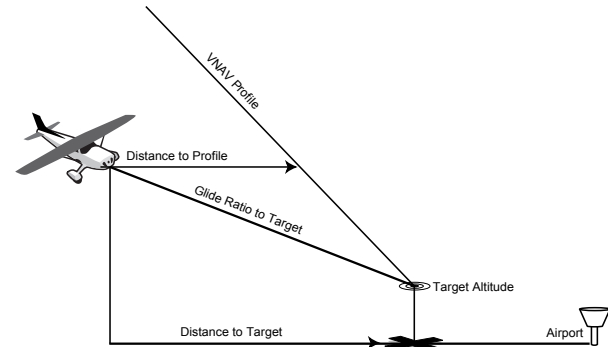 VNAV Profile
Distance to Profile
Glide Ratio to Target
Target Altitude
Distance to Target
Airport